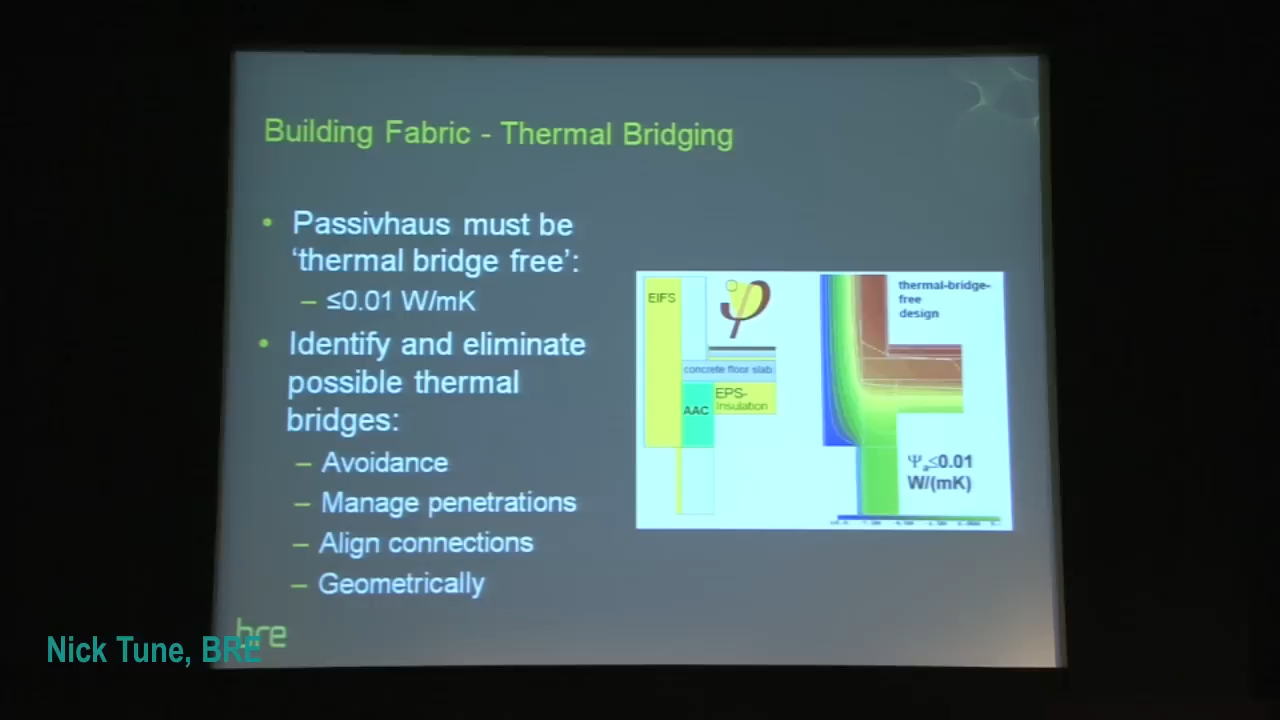 Building Fabric - Thermal Bridging
• Passivhaus must be
‘thermal bridge free’:
– ≤0.01 W/mK
• Identify and eliminate
possible thermal
bridges:
– Avoidance
– Manage penetrations
– Align connections
– Geometrically
EIFS
concrete floor slab
EPS-
insulation
AAC
thermal-bridge-
free
design
Ψa≤0.01
W/(mK)
bre
Nick Tune, BRE